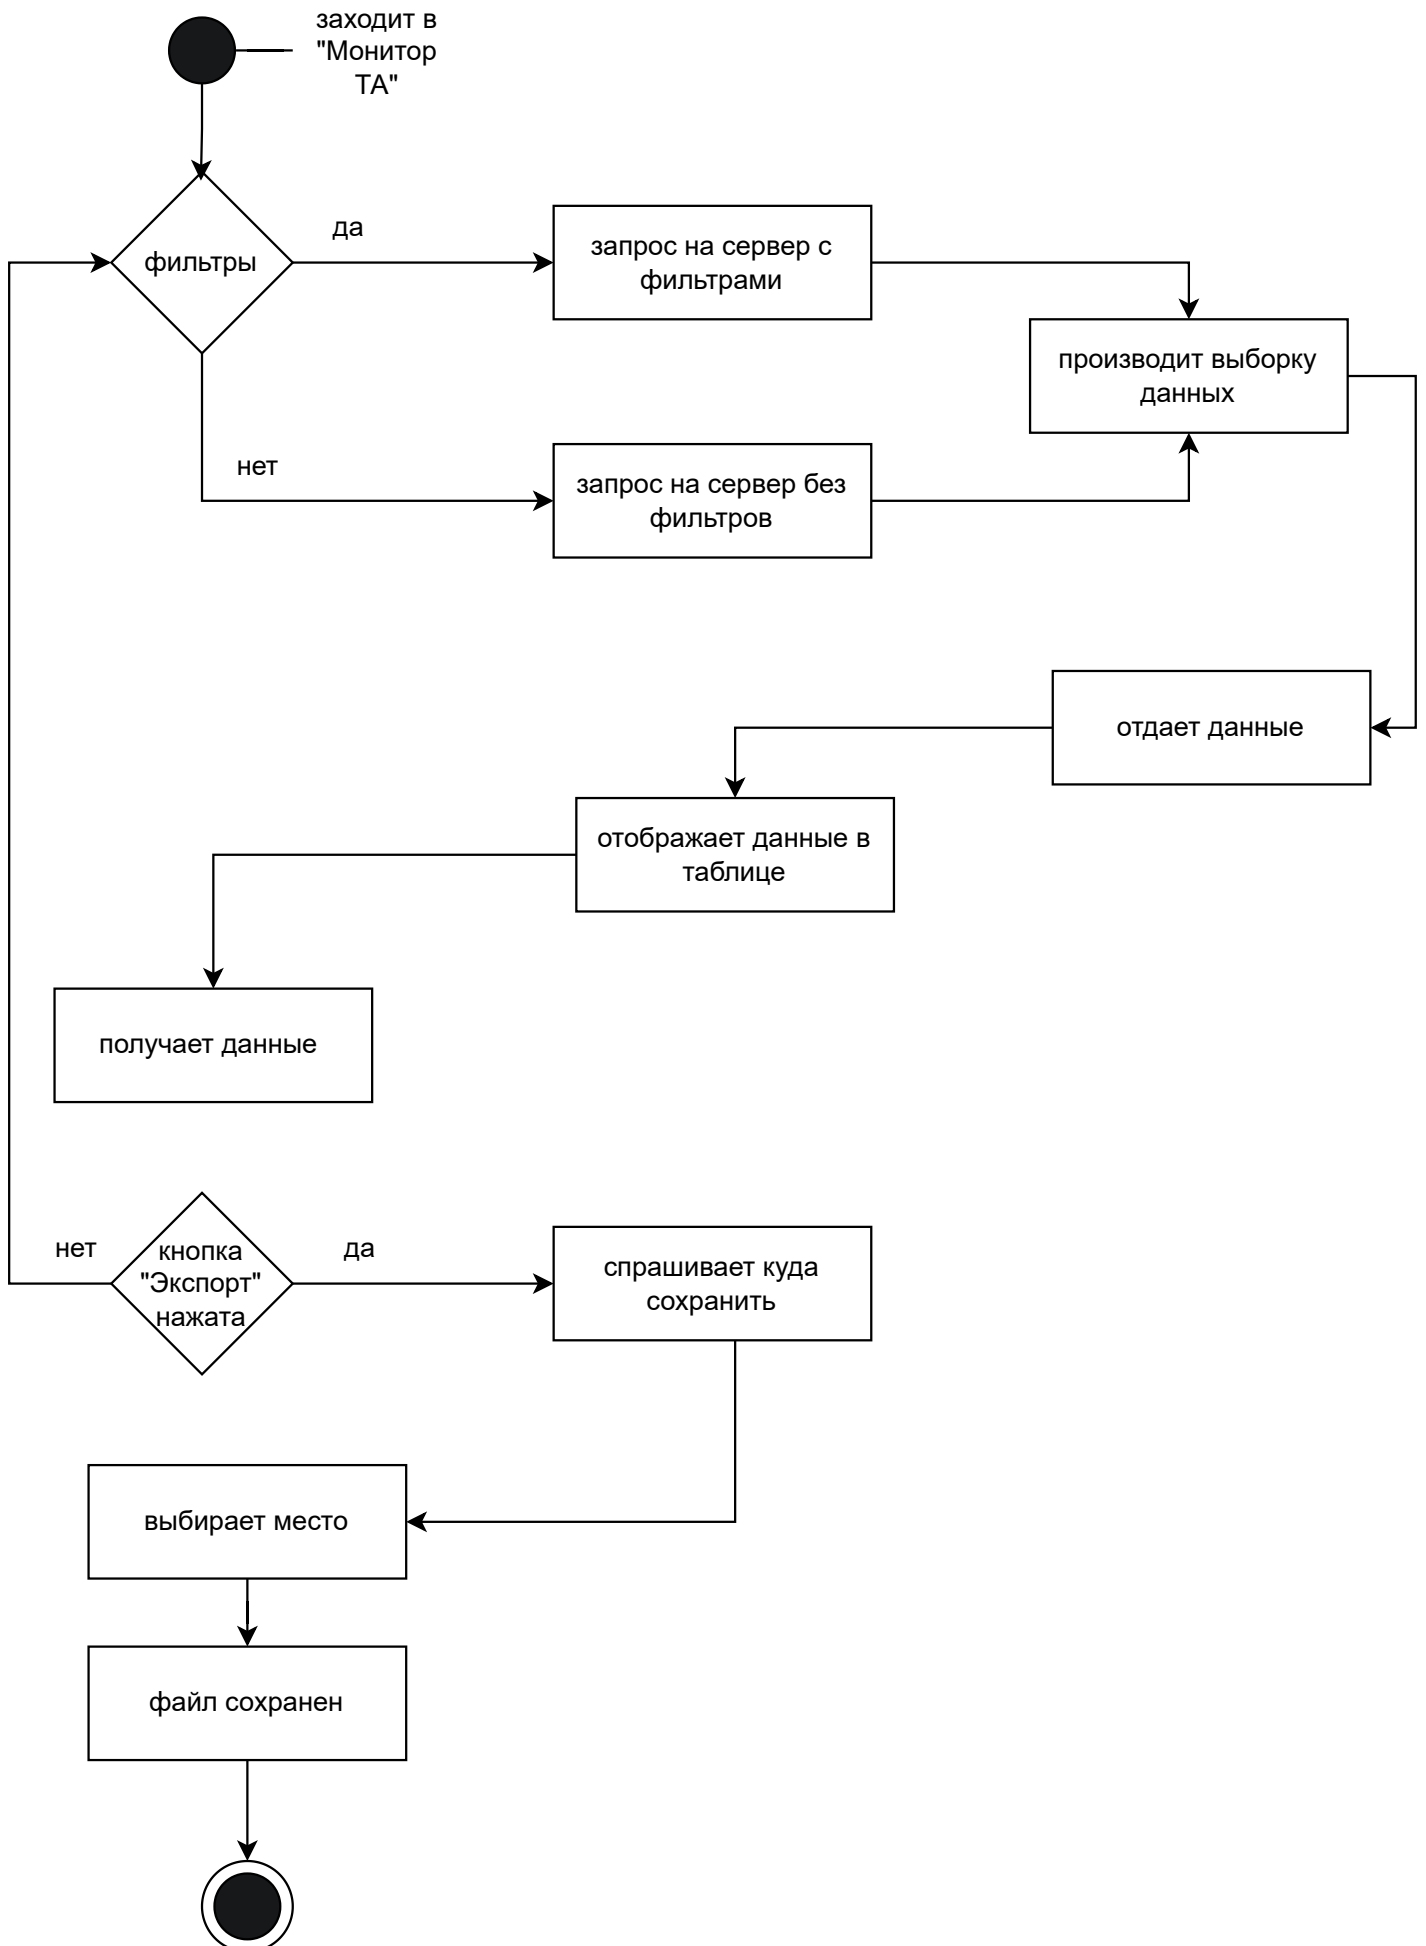 заходит в
"Монитор
ТА"
фильтры
да
запрос на сервер с
фильтрами
производит выборку
данных
нет
запрос на сервер без
фильтров
отдает данные
отображает данные в
таблице
получает данные
нет
кнопка
"Экспорт"
нажата
да
спрашивает куда
сохранить
выбирает место
файл сохранен